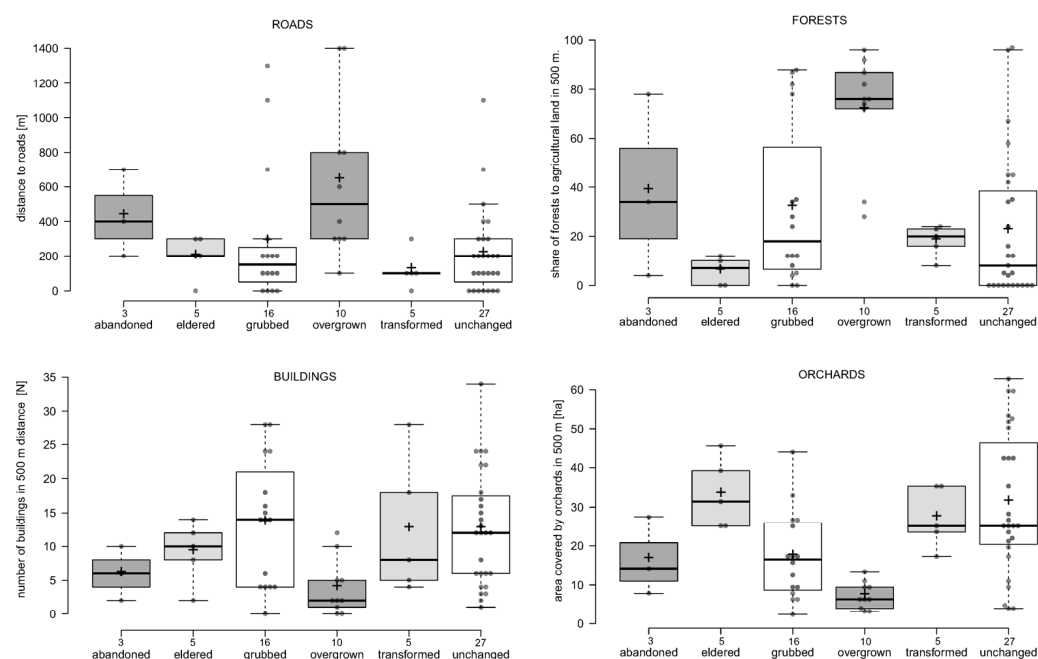 ROADS
distance to roads [m]
1400
1200
1000
800
600
400
200
0
3 5 16 10 5 27
abandoned eldered grubbed overgrown transformed unchanged
FORESTS
share of forests to agricultural land in 500 m.
100
80
60
40
20
0
3 5 16 10 5 27
abandoned eldered grubbed overgrown transformed unchanged
BUILDINGS
number of buildings in 500 m distance [N]
35
30
25
20
15
10
5
0
3 5 16 10 5 27
abandoned eldered grubbed overgrown transformed unchanged
ORCHARDS
area covered by orchards in 500 m [ha]
60
50
40
30
20
10
0
3 5 16 10 5 27
abandoned eldered grubbed overgrown transformed unchanged